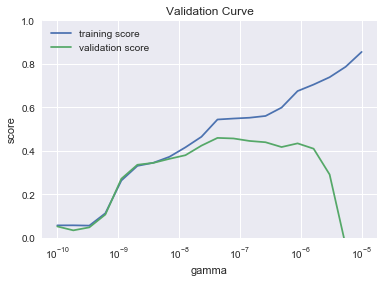 Validation Curve
training score
validation score
score
1.0
0.8
0.6
0.4
0.2
0.0
10⁻¹⁰ 10⁻⁹ 10⁻⁸ 10⁻⁷ 10⁻⁶ 10⁻⁵
gamma